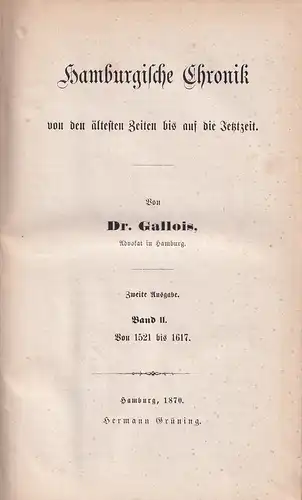 Hamburgische Chronik
von den ältesten Zeiten bis auf die Jetztzeit.
Von
Dr. Gallois,
Advokat in Hamburg.
Zweite Ausgabe.
Band II.
Von 1521 bis 1617.
Hamburg, 1870.
Hermann Grüning.